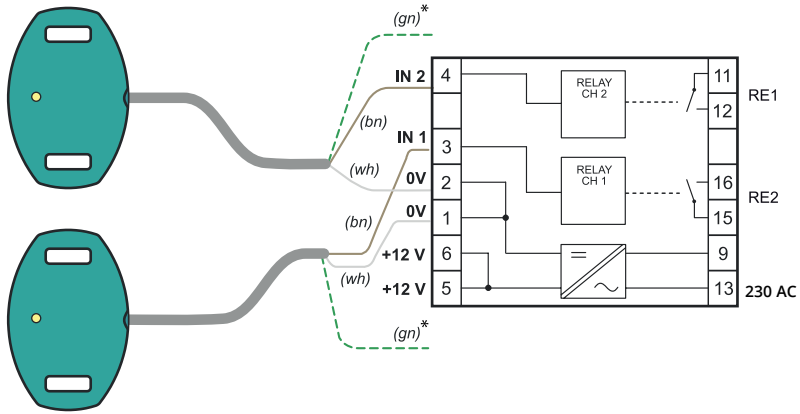 (gn)*
IN 2
4
RELAY
CH 2
11
RE1
12
(bn)
IN 1
3
RELAY
CH 1
(wh)
0V
2
16
RE2
(bn)
0V
1
15
+12 V
6
9
(wh)
+12 V
5
13
230 AC
(gn)*